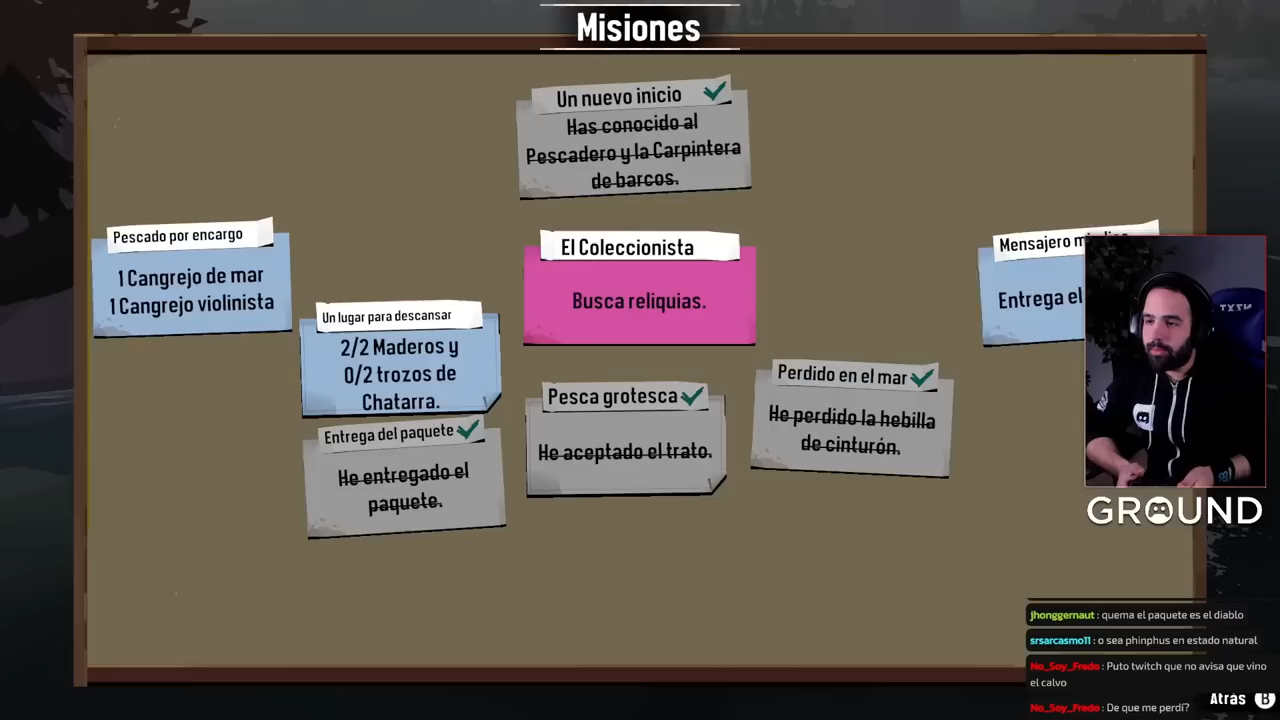 Misiones
Un nuevo inicio
Has conocido al
Pescadero y la Carpintera
de barcos.
Pescado por encargo
1 Cangrejo de mar
1 Cangrejo violinista
Un lugar para descansar
2/2 Maderos y
0/2 trozos de
Chatarra.
Entrega del paquete
He entregado el
paquete.
El Coleccionista
Busca reliquias.
Pesca grotesca
He aceptado el trato.
Perdido en el mar
He perdido la hebilla
de cinturón.
Mensajero
Entrega el
GROUND
jhonggernaut : quema el paquete es el diablo
srsarcasmo11 : o sea phinphus en estado natural
No_Soy_Fredo : Puto twitch que no avisa que vino
el calvo
No_Soy_Fredo : De que me perdí?
Atrás B